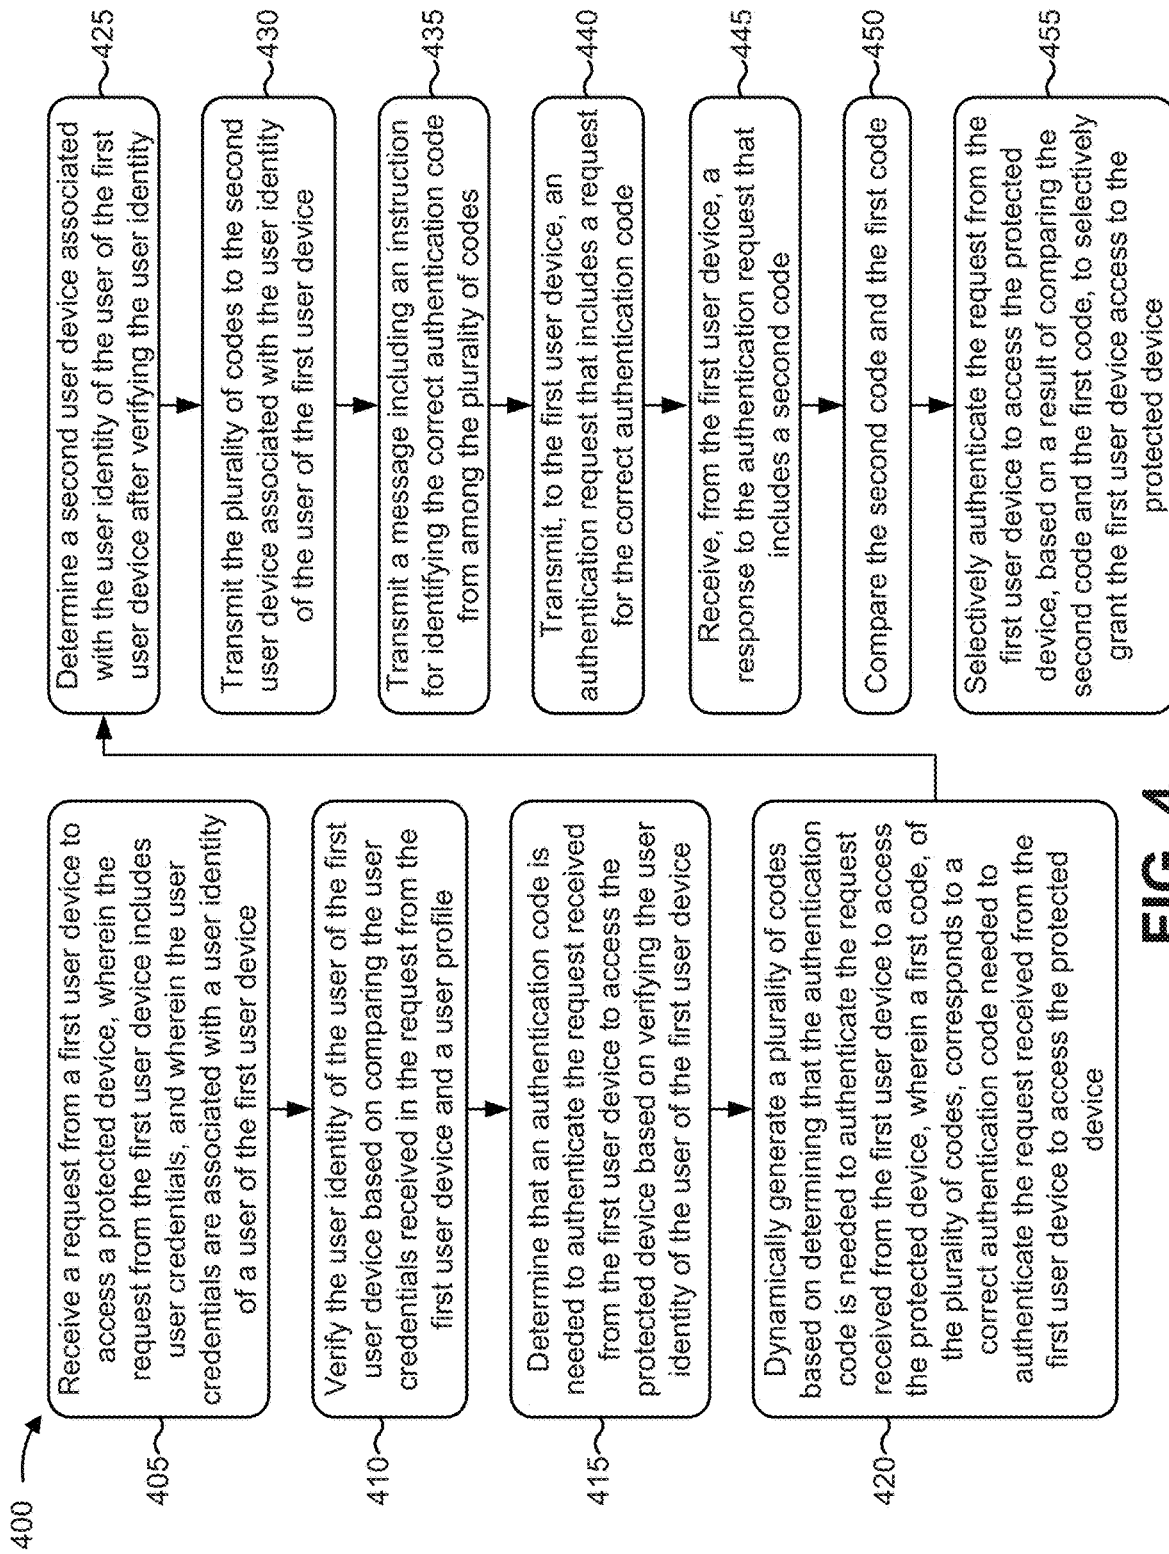 400
405
Receive a request from a first user device to
access a protected device, wherein the
request from the first user device includes
user credentials, and wherein the user
credentials are associated with a user identity
of a user of the first user device
410
Verify the user identity of the user of the first
user device based on comparing the user
credentials received in the request from the
first user device and a user profile
415
Determine that an authentication code is
needed to authenticate the request received
from the first user device to access the
protected device based on verifying the user
identity of the user of the first user device
420
Dynamically generate a plurality of codes
based on determining that the authentication
code is needed to authenticate the request
received from the first user device to access
the protected device, wherein a first code, of
the plurality of codes, corresponds to a
correct authentication code needed to
authenticate the request received from the
first user device to access the protected
device
Determine a second user device associated
with the user identity of the user of the first
user device after verifying the user identity
425
Transmit the plurality of codes to the second
user device associated with the user identity
of the user of the first user device
430
Transmit a message including an instruction
for identifying the correct authentication code
from among the plurality of codes
435
Transmit, to the first user device, an
authentication request that includes a request
for the correct authentication code
440
Receive, from the first user device, a
response to the authentication request that
includes a second code
445
Compare the second code and the first code
450
Selectively authenticate the request from the
first user device to access the protected
device, based on a result of comparing the
second code and the first code, to selectively
grant the first user device access to the
protected device
455
FIG. 4